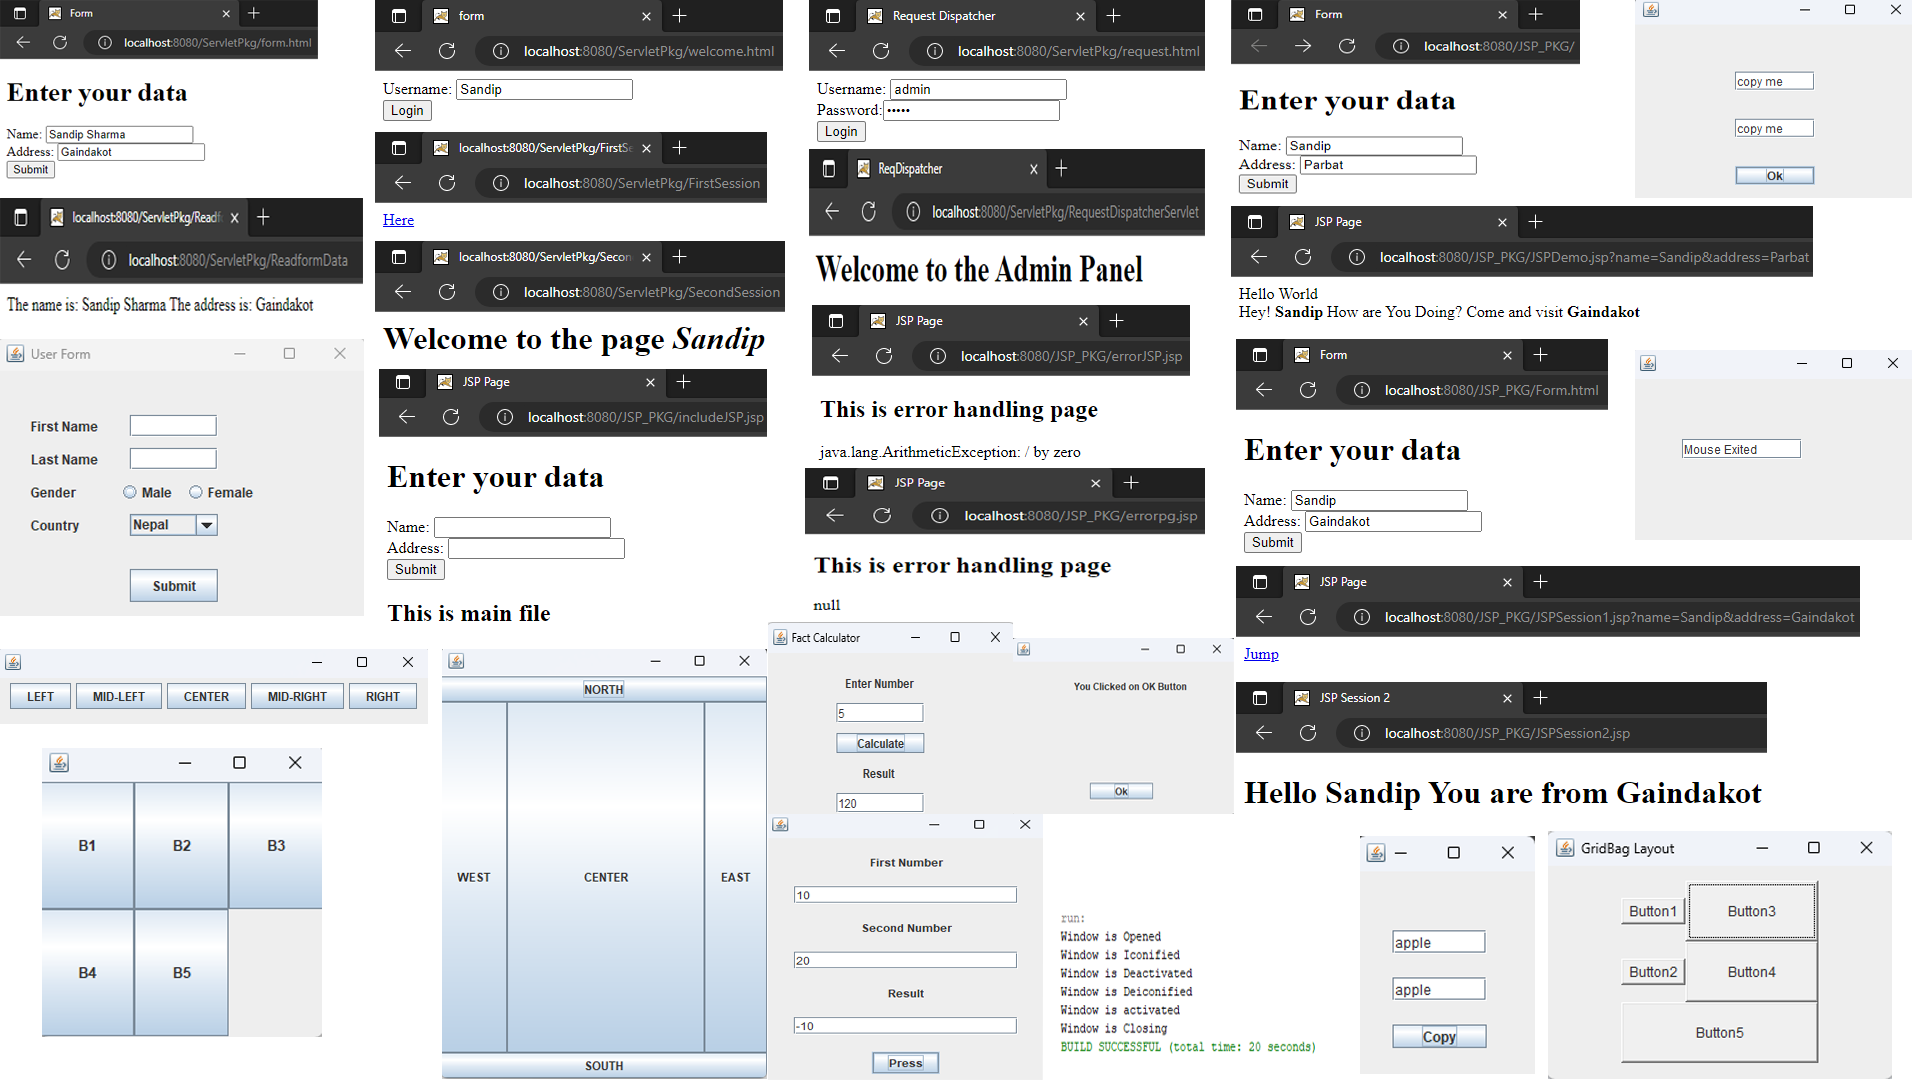 Form
localhost:8080/ServletPkg/form.html
Enter your data
Name: Sandip Sharma
Address: Gaindakot
Submit
localhost:8080/ServletPkg/Readf
localhost:8080/ServletPkg/ReadformData
The name is: Sandip Sharma The address is: Gaindakot
User Form
First Name
Last Name
Gender Male Female
Country Nepal
Submit
LEFT MID-LEFT CENTER MID-RIGHT RIGHT
B1 B2 B3
B4 B5
form
localhost:8080/ServletPkg/welcome.html
Username: Sandip
Login
localhost:8080/ServletPkg/FirstSe
localhost:8080/ServletPkg/FirstSession
Here
localhost:8080/ServletPkg/Secon
localhost:8080/ServletPkg/SecondSession
Welcome to the page Sandip
JSP Page
localhost:8080/JSP_PKG/includeJSP.jsp
Enter your data
Name:
Address:
Submit
This is main file
NORTH
WEST CENTER EAST
SOUTH
Request Dispatcher
localhost:8080/ServletPkg/request.html
Username: admin
Password: •••••
Login
ReqDispatcher
localhost:8080/ServletPkg/RequestDispatcherServlet
Welcome to the Admin Panel
JSP Page
localhost:8080/JSP_PKG/errorJSP.jsp
This is error handling page
java.lang.ArithmeticException: / by zero
JSP Page
localhost:8080/JSP_PKG/errorpg.jsp
This is error handling page
null
Fact Calculator
Enter Number
5
Calculate
Result
120
You Clicked on OK Button
Ok
First Number
10
Second Number
20
Result
-10
Press
run:
Window is Opened
Window is Iconified
Window is Deactivated
Window is Deiconified
Window is activated
Window is Closing
BUILD SUCCESSFUL (total time: 20 seconds)
Form
localhost:8080/JSP_PKG/
Enter your data
Name: Sandip
Address: Parbat
Submit
JSP Page
localhost:8080/JSP_PKG/JSPDemo.jsp?name=Sandip&address=Parbat
Hello World
Hey! Sandip How are You Doing? Come and visit Gaindakot
Form
localhost:8080/JSP_PKG/Form.html
Enter your data
Name: Sandip
Address: Gaindakot
Submit
JSP Page
localhost:8080/JSP_PKG/JSPSession1.jsp?name=Sandip&address=Gaindakot
Jump
JSP Session 2
localhost:8080/JSP_PKG/JSPSession2.jsp
Hello Sandip You are from Gaindakot
copy me
copy me
Ok
Mouse Exited
apple
apple
Copy
GridBag Layout
Button1 Button3
Button2 Button4
Button5